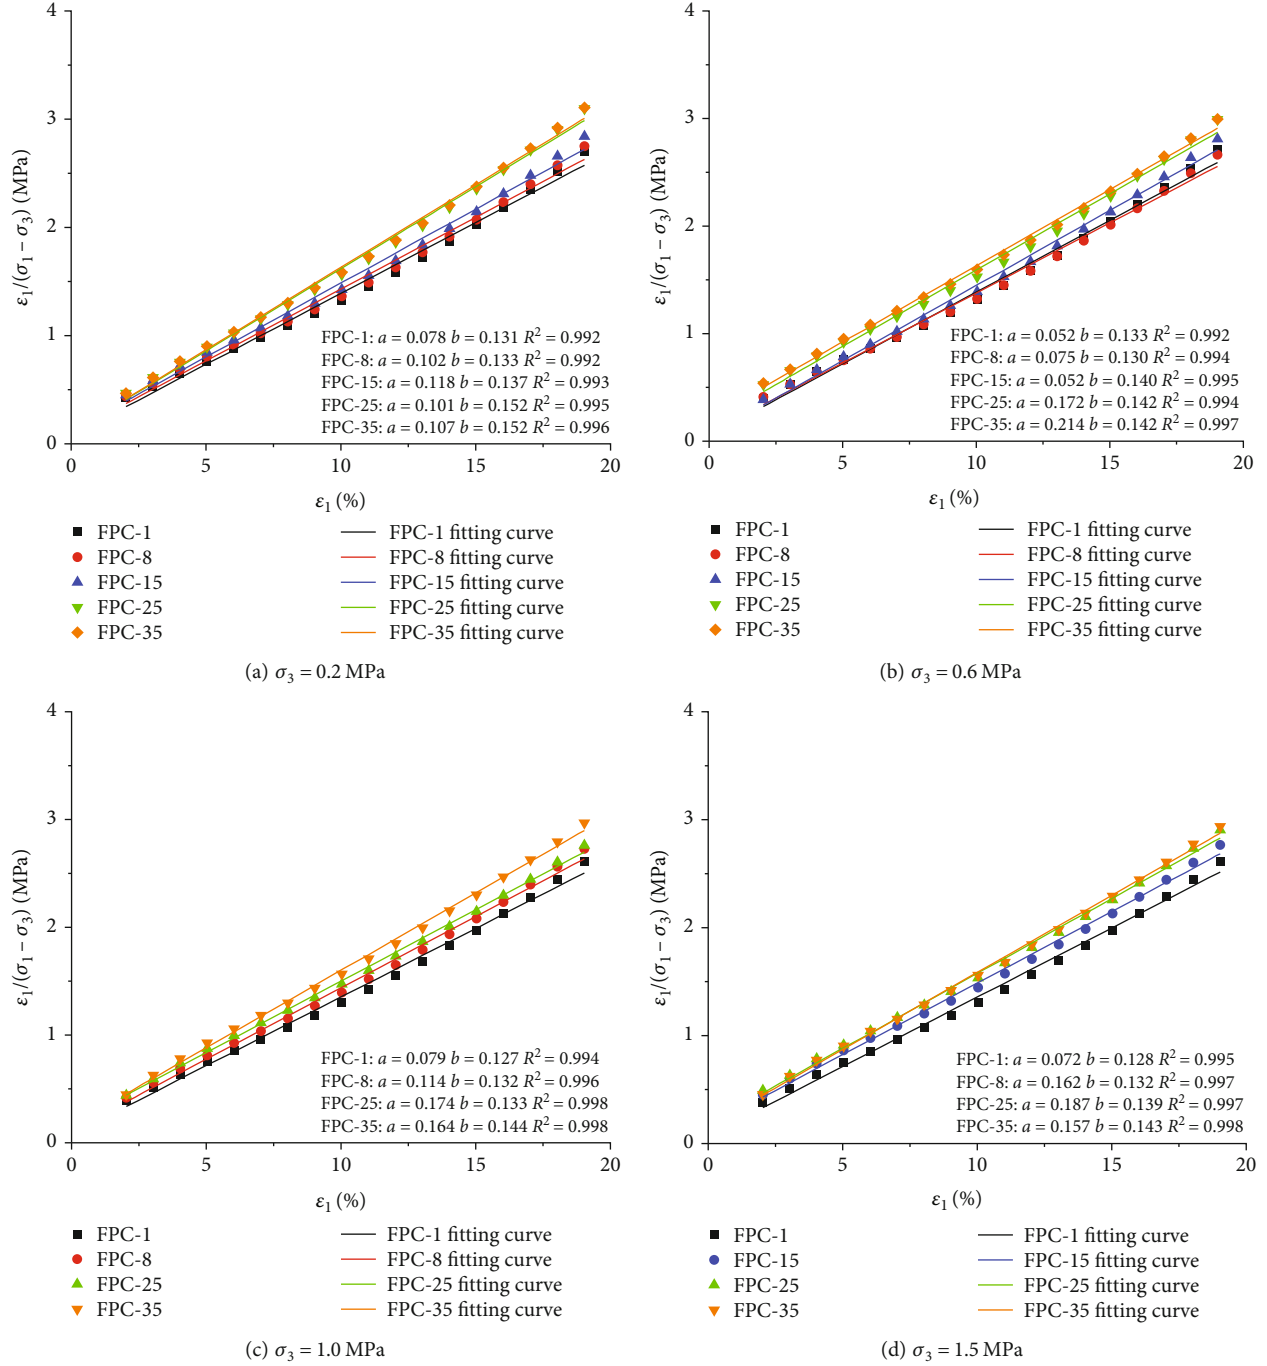 4
3
2
1
0
ε₁/(σ₁ − σ₃) (MPa)
FPC-1: a = 0.078 b = 0.131 R² = 0.992
FPC-8: a = 0.102 b = 0.133 R² = 0.992
FPC-15: a = 0.118 b = 0.137 R² = 0.993
FPC-25: a = 0.101 b = 0.152 R² = 0.995
FPC-35: a = 0.107 b = 0.152 R² = 0.996
0 5 10 15 20
ε₁ (%)
FPC-1 FPC-1 fitting curve
FPC-8 FPC-8 fitting curve
FPC-15 FPC-15 fitting curve
FPC-25 FPC-25 fitting curve
FPC-35 FPC-35 fitting curve
(a) σ₃ = 0.2 MPa
4
3
2
1
0
ε₁/(σ₁ − σ₃) (MPa)
FPC-1: a = 0.052 b = 0.133 R² = 0.992
FPC-8: a = 0.075 b = 0.130 R² = 0.994
FPC-15: a = 0.052 b = 0.140 R² = 0.995
FPC-25: a = 0.172 b = 0.142 R² = 0.994
FPC-35: a = 0.214 b = 0.142 R² = 0.997
0 5 10 15 20
ε₁ (%)
FPC-1 FPC-1 fitting curve
FPC-8 FPC-8 fitting curve
FPC-15 FPC-15 fitting curve
FPC-25 FPC-25 fitting curve
FPC-35 FPC-35 fitting curve
(b) σ₃ = 0.6 MPa
4
3
2
1
0
ε₁/(σ₁ − σ₃) (MPa)
FPC-1: a = 0.079 b = 0.127 R² = 0.994
FPC-8: a = 0.114 b = 0.132 R² = 0.996
FPC-25: a = 0.174 b = 0.133 R² = 0.998
FPC-35: a = 0.164 b = 0.144 R² = 0.998
0 5 10 15 20
ε₁ (%)
FPC-1 FPC-1 fitting curve
FPC-8 FPC-8 fitting curve
FPC-25 FPC-25 fitting curve
FPC-35 FPC-35 fitting curve
(c) σ₃ = 1.0 MPa
4
3
2
1
0
ε₁/(σ₁ − σ₃) (MPa)
FPC-1: a = 0.072 b = 0.128 R² = 0.995
FPC-8: a = 0.162 b = 0.132 R² = 0.997
FPC-25: a = 0.187 b = 0.139 R² = 0.997
FPC-35: a = 0.157 b = 0.143 R² = 0.998
0 5 10 15 20
ε₁ (%)
FPC-1 FPC-1 fitting curve
FPC-15 FPC-15 fitting curve
FPC-25 FPC-25 fitting curve
FPC-35 FPC-35 fitting curve
(d) σ₃ = 1.5 MPa